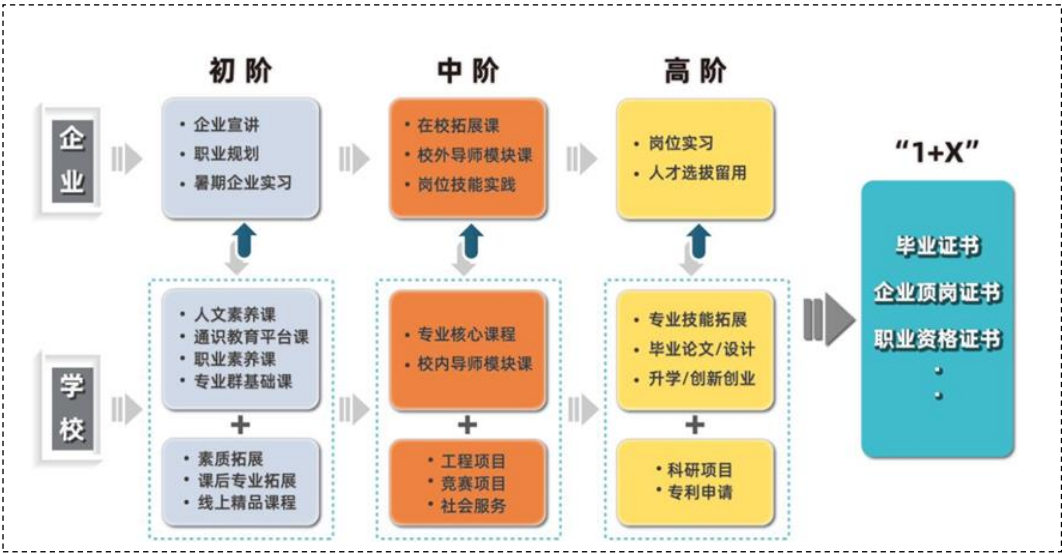 初阶
中阶
高阶
企业
• 企业宣讲
• 职业规划
• 暑期企业实习
• 在校拓展课
• 校外导师模块课
• 岗位技能实践
• 岗位实习
• 人才选拔留用
“1+X”
毕业证书
企业顶岗证书
职业资格证书
•
•
学校
• 人文素养课
• 通识教育平台课
• 职业素养课
• 专业群基础课
+
• 素质拓展
• 课后专业拓展
• 线上精品课程
• 专业核心课程
• 校内导师模块课
+
• 工程项目
• 竞赛项目
• 社会服务
• 专业技能拓展
• 毕业论文/设计
• 升学/创新创业
+
• 科研项目
• 专利申请